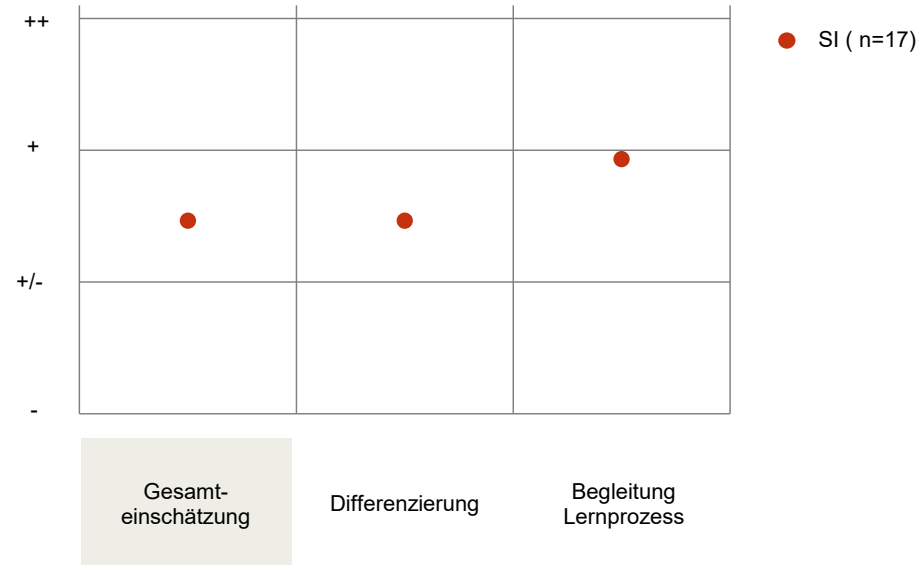 ++
SI ( n=17)
+
+/-
-
Gesamt-
einschätzung
Differenzierung
Begleitung
Lernprozess